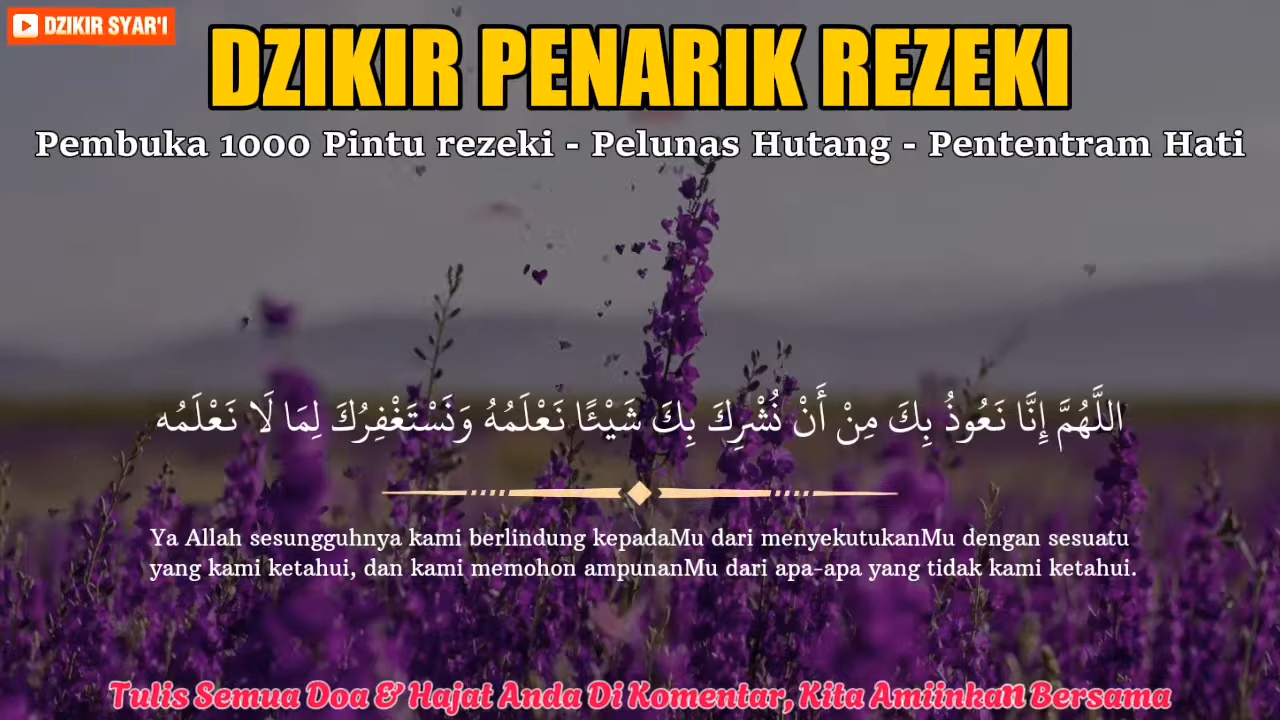 DZIKIR SYAR'I
DZIKIR PENARIK REZEKI
Pembuka 1000 Pintu rezeki - Pelunas Hutang - Pententram Hati
اللَّهُمَّ إِنَّا نَعُوذُ بِكَ مِنْ أَنْ نُشْرِكَ بِكَ شَيْئًا نَعْلَمُهُ وَنَسْتَغْفِرُكَ لِمَا لَا نَعْلَمُه
Ya Allah sesungguhnya kami berlindung kepadaMu dari menyekutukanMu dengan sesuatu
yang kami ketahui, dan kami memohon ampunanMu dari apa-apa yang tidak kami ketahui.
Tulis Semua Doa & Hajat Anda Di Komentar, Kita Amiinkan Bersama